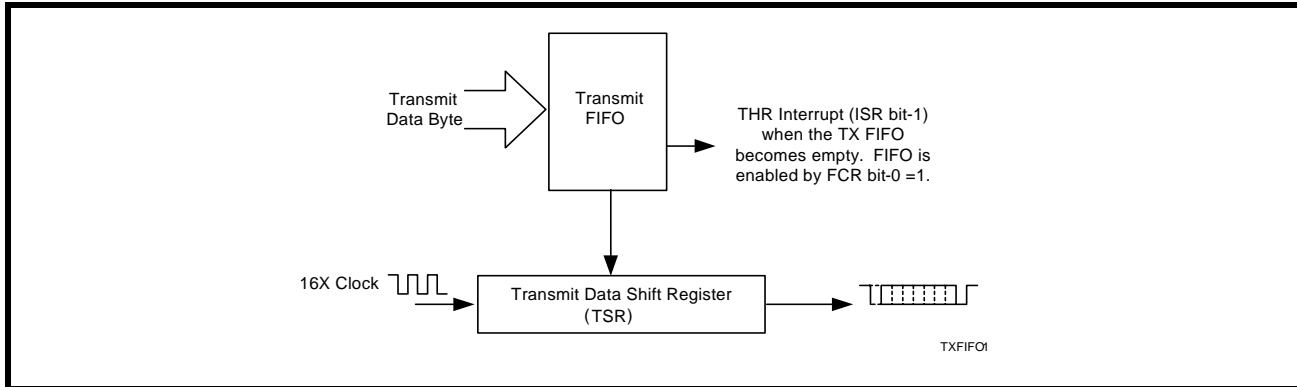 Transmit
Data Byte
Transmit
FIFO
THR Interrupt (ISR bit-1)
when the TX FIFO
becomes empty. FIFO is
enabled by FCR bit-0 =1.
16X Clock
Transmit Data Shift Register
(TSR)
TXFIFO1